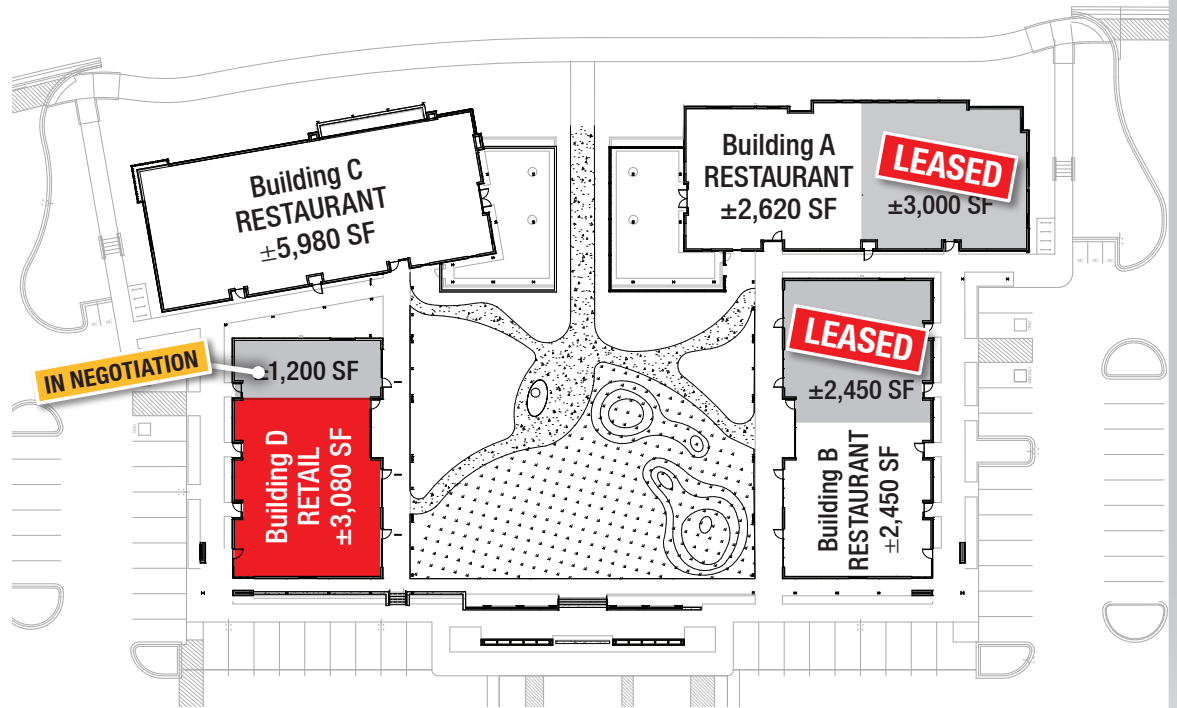 Building C
RESTAURANT
±5,980 SF
Building A
RESTAURANT
±2,620 SF
LEASED
±3,000 SF
LEASED
±2,450 SF
Building B
RESTAURANT
±2,450 SF
IN NEGOTIATION
±1,200 SF
Building D
RETAIL
±3,080 SF